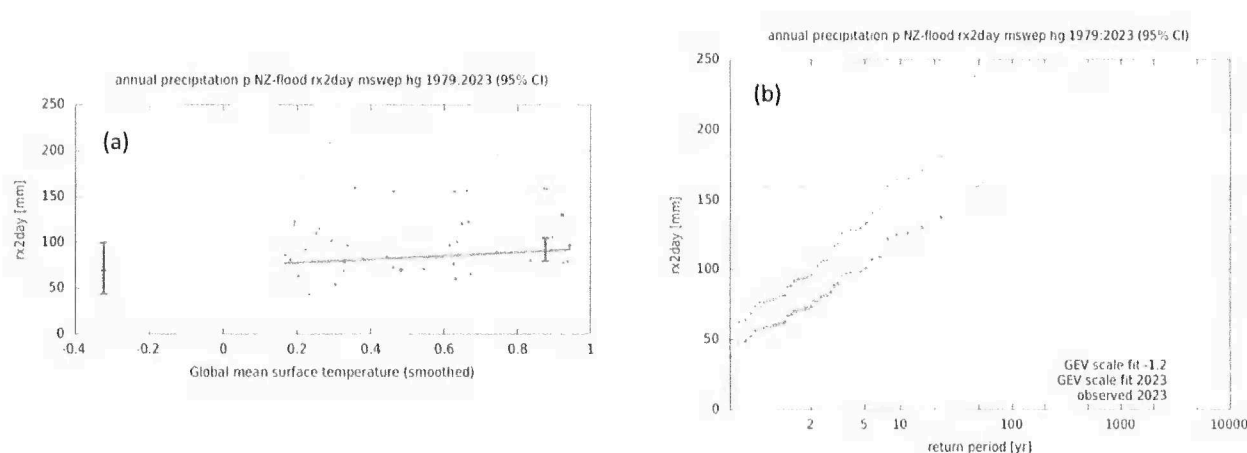 annual precipitation p NZ-flood rx2day mswep hg 1979:2023 (95% CI)
(a)
rx2day [mm]
250
200
150
100
50
0
-0.4
-0.2
0
0.2
0.4
0.6
0.8
1
Global mean surface temperature (smoothed)
annual precipitation p NZ-flood rx2day mswep hg 1979:2023 (95% CI)
(b)
rx2day [mm]
250
200
150
100
50
0
GEV scale fit -1.2
GEV scale fit 2023
observed 2023
2
5
10
100
1000
10000
return period [yr]